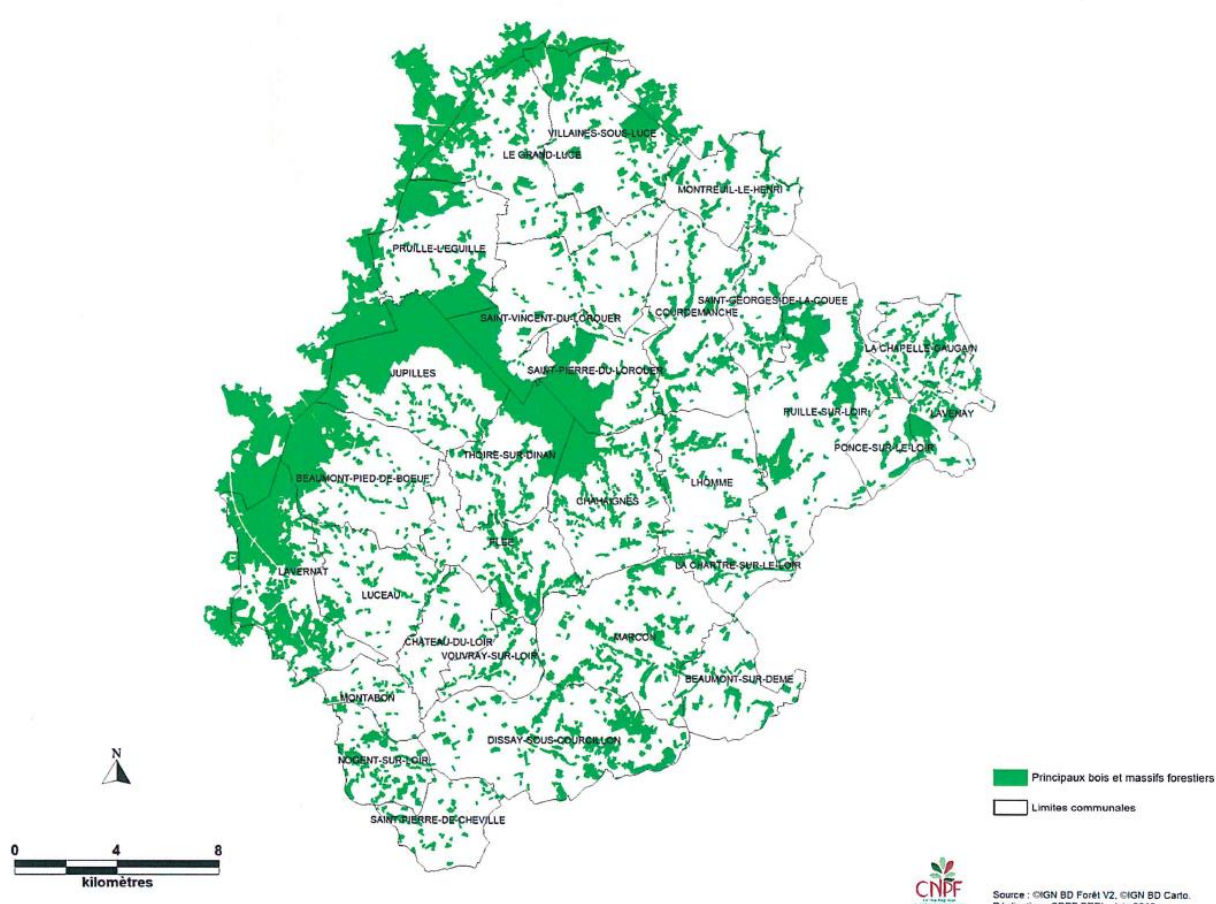 VILLAINES-SOUS-LUCE
LE GRAND-LUCE
MONTREUIL-LE-HENRI
PRUILLE-L'EGUILLE
SAINT-GEORGES-DE-LA-COUEE
COURDEMANCHE
SAINT-VINCENT-DU-LOROUER
LA CHAPELLE-GAUGAIN
SAINT-PIERRE-DU-LOROUER
JUPILLES
RUILLE-SUR-LOIR
LAVENAY
PONCE-SUR-LE-LOIR
THOIRE-SUR-DINAN
BEAUMONT-PIED-DE-BOEUF
LHOMME
CHAHAIGNES
FLEE
LA CHARTRE-SUR-LE-LOIR
LAVERNAT
LUCEAU
MARCON
CHATEAU-DU-LOIR
VOUVRAY-SUR-LOIR
BEAUMONT-SUR-DEME
MONTABON
DISSAY-SOUS-COURCILLON
NOGENT-SUR-LOIR
SAINT-PIERRE-DE-CHEVILLE
N
0 4 8
kilomètres
Principaux bois et massifs forestiers
Limites communales
CNPF
Source : ©IGN BD Forêt V2, ©IGN BD Carto.